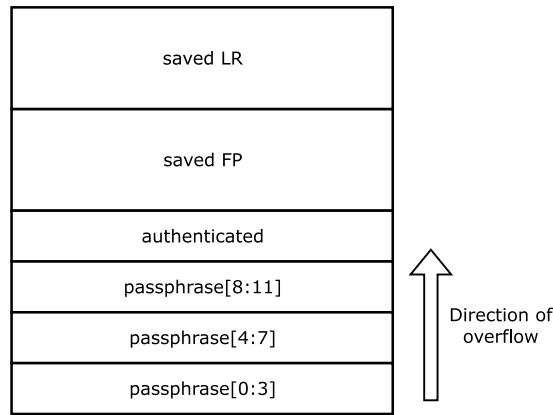 saved LR
saved FP
authenticated
passphrase[8:11]
passphrase[4:7]
passphrase[0:3]
Direction of
overflow